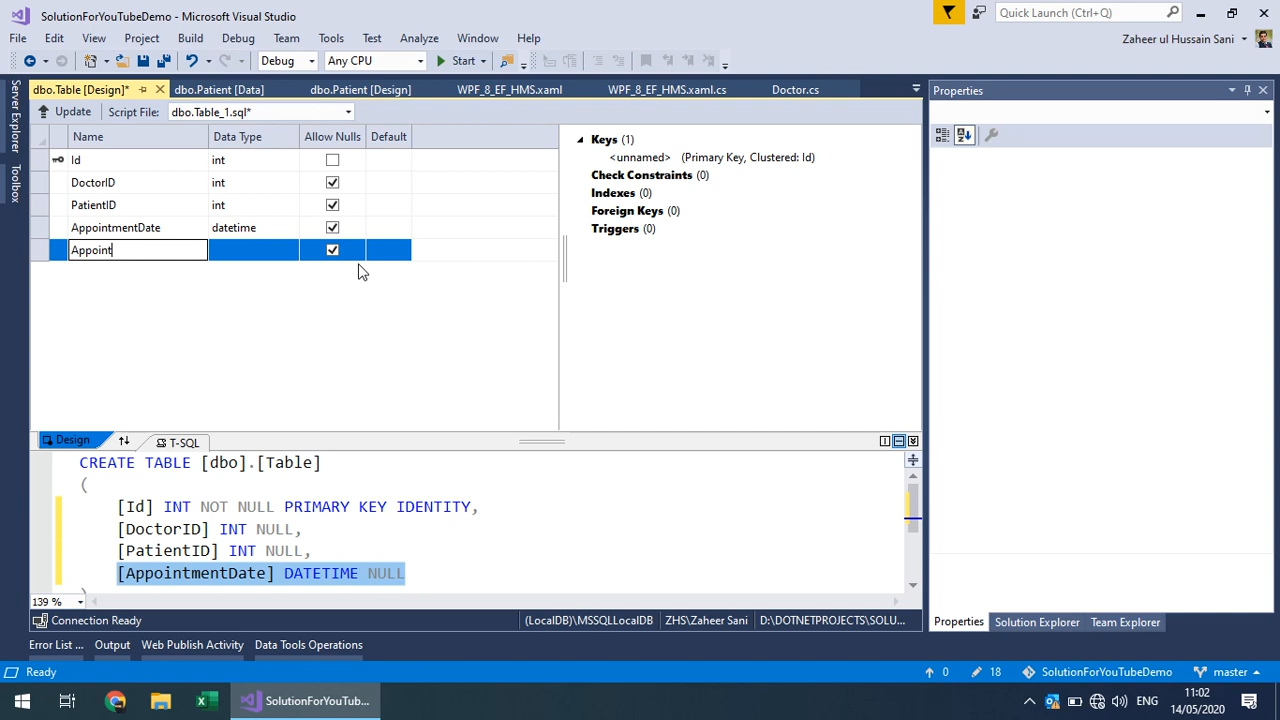 SolutionForYouTubeDemo - Microsoft Visual Studio
Quick Launch (Ctrl+Q)
File Edit View Project Build Debug Team Tools Test Analyze Window Help
Zaheer ul Hussain Sani
Debug Any CPU Start
Server Explorer
Toolbox
dbo.Table [Design]* dbo.Patient [Data] dbo.Patient [Design] WPF_8_EF_HMS.xaml WPF_8_EF_HMS.xaml.cs Doctor.cs
Update Script File: dbo.Table_1.sql*
Name Data Type Allow Nulls Default
Id int
DoctorID int
PatientID int
AppointmentDate datetime
Appoint
Keys (1)
<unnamed> (Primary Key, Clustered: Id)
Check Constraints (0)
Indexes (0)
Foreign Keys (0)
Triggers (0)
Properties
Design T-SQL
CREATE TABLE [dbo].[Table]
(
[Id] INT NOT NULL PRIMARY KEY IDENTITY,
[DoctorID] INT NULL,
[PatientID] INT NULL,
[AppointmentDate] DATETIME NULL
)
139 %
Connection Ready (LocalDB)\MSSQLLocalDB ZHS\Zaheer Sani D:\DOTNETPROJECTS\SOLU...
Properties Solution Explorer Team Explorer
Error List ... Output Web Publish Activity Data Tools Operations
Ready 0 18 SolutionForYouTubeDemo master
SolutionForYouTub... ENG 11:02
14/05/2020